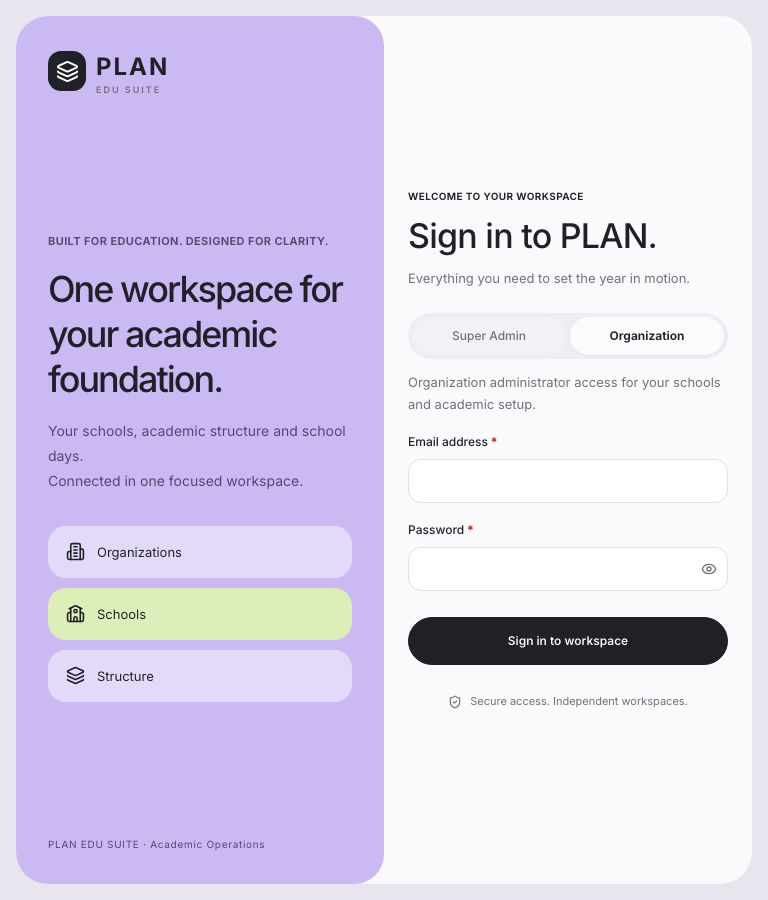 PLAN
EDU SUITE
BUILT FOR EDUCATION. DESIGNED FOR CLARITY.
One workspace for
your academic
foundation.
Your schools, academic structure and school
days.
Connected in one focused workspace.
Organizations
Schools
Structure
PLAN EDU SUITE · Academic Operations
WELCOME TO YOUR WORKSPACE
Sign in to PLAN.
Everything you need to set the year in motion.
Super Admin
Organization
Organization administrator access for your schools
and academic setup.
Email address *
Password *
Sign in to workspace
Secure access. Independent workspaces.